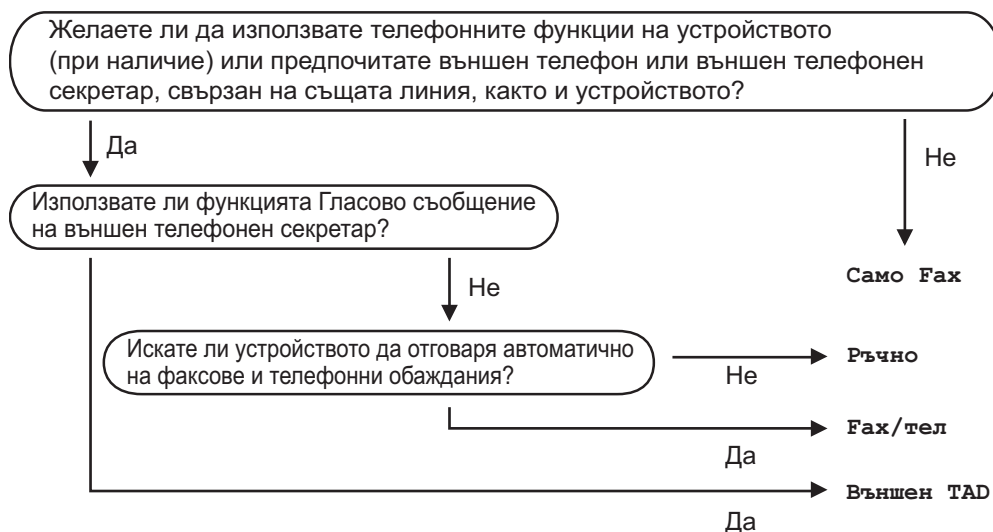 Желаете ли да използвате телефонните функции на устройството
(при наличие) или предпочитате външен телефон или външен телефонен
секретар, свързан на същата линия, както и устройството?
Да
Не
Използвате ли функцията Гласово съобщение
на външен телефонен секретар?
Само Fax
Не
Искате ли устройството да отговаря автоматично
на факсове и телефонни обаждания?
Ръчно
Не
Fax/тел
Да
Външен TAD
Да